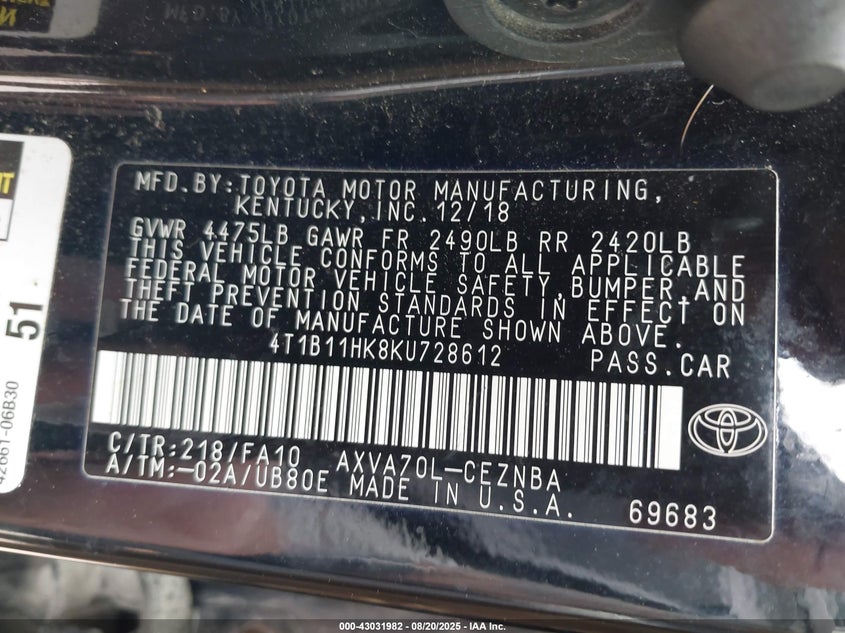 MFD.BY:TOYOTA MOTOR MANUFACTURING,
KENTUCKY,INC.12/18
GVWR 4475LB GAWR FR 2490LB RR 2420LB
THIS VEHICLE CONFORMS TO ALL APPLICABLE
FEDERAL MOTOR VEHICLE SAFETY,BUMPER,AND
THEFT PREVENTION STANDARDS IN EFFECT ON
THE DATE OF MANUFACTURE SHOWN ABOVE.
4T1B11HK8KU728612 PASS.CAR
C/TR:218/FA10 AXVA70L-CEZNBA
A/TM:-02A/UB80E MADE IN U.S.A.
69683
51
42661-06B30
000-43031982 - 08/20/2025 - IAA Inc.